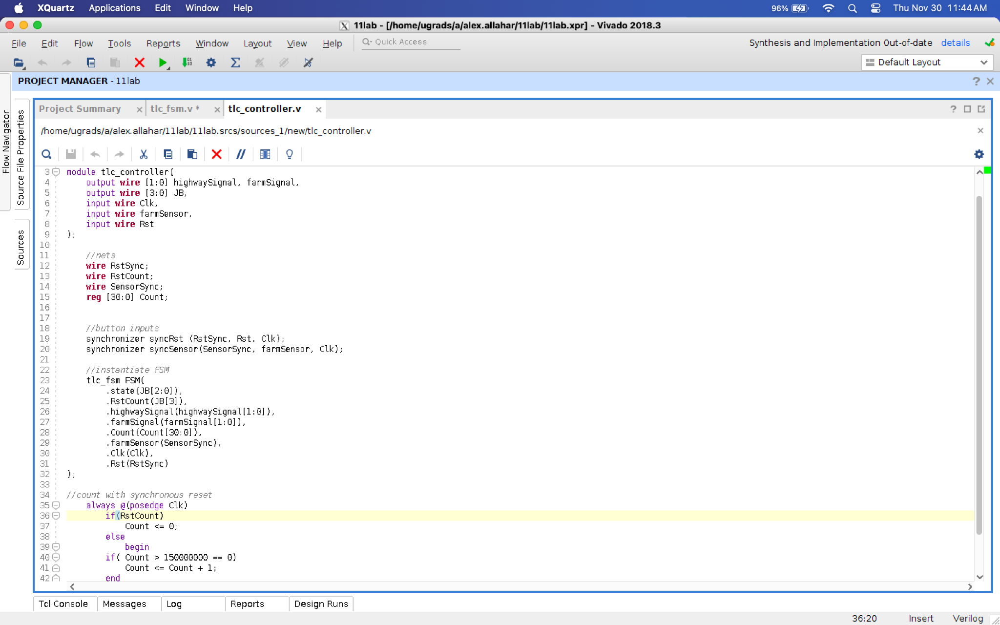 XQuartz Applications Edit Window Help 96% Thu Nov 30 11:44 AM
11lab - [/home/ugrads/a/alex.allahar/11lab/11lab.xpr] - Vivado 2018.3
File Edit Flow Tools Reports Window Layout View Help Quick Access Synthesis and Implementation Out-of-date details
Default Layout
PROJECT MANAGER - 11lab
Flow Navigator
Source File Properties
Sources
Project Summary tlc_fsm.v * tlc_controller.v
/home/ugrads/a/alex.allahar/11lab/11lab.srcs/sources_1/new/tlc_controller.v
3 module tlc_controller(
4 output wire [1:0] highwaySignal, farmSignal,
5 output wire [3:0] JB,
6 input wire Clk,
7 input wire farmSensor,
8 input wire Rst
9 );
10
11 //nets
12 wire RstSync;
13 wire RstCount;
14 wire SensorSync;
15 reg [30:0] Count;
16
17
18 //button inputs
19 synchronizer syncRst (RstSync, Rst, Clk);
20 synchronizer syncSensor(SensorSync, farmSensor, Clk);
21
22 //instantiate FSM
23 tlc_fsm FSM(
24 .state(JB[2:0]),
25 .RstCount(JB[3]),
26 .highwaySignal(highwaySignal[1:0]),
27 .farmSignal(farmSignal[1:0]),
28 .Count(Count[30:0]),
29 .farmSensor(SensorSync),
30 .Clk(Clk),
31 .Rst(RstSync)
32 );
33
34 //count with synchronous reset
35 always @(posedge Clk)
36 if(RstCount)
37 Count <= 0;
38 else
39 begin
40 if( Count > 150000000 == 0)
41 Count <= Count + 1;
42 end
Tcl Console Messages Log Reports Design Runs
36:20 Insert Verilog